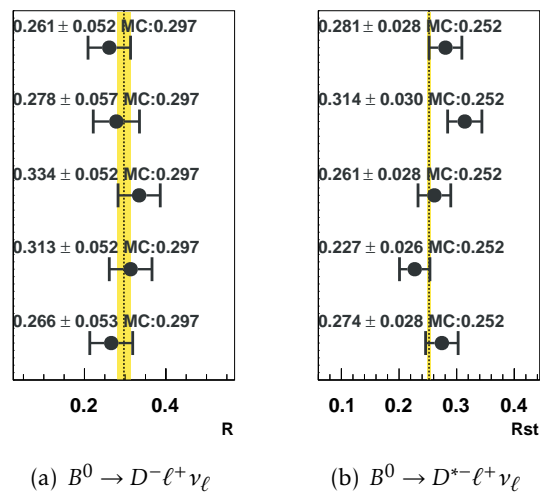 0.261 ± 0.052 MC:0.297
0.278 ± 0.057 MC:0.297
0.334 ± 0.052 MC:0.297
0.313 ± 0.052 MC:0.297
0.266 ± 0.053 MC:0.297
0.2 0.4
R
(a) B⁰ → D⁻ℓ⁺νℓ
0.281 ± 0.028 MC:0.252
0.314 ± 0.030 MC:0.252
0.261 ± 0.028 MC:0.252
0.227 ± 0.026 MC:0.252
0.274 ± 0.028 MC:0.252
0.1 0.2 0.3 0.4
Rst
(b) B⁰ → D*⁻ℓ⁺νℓ